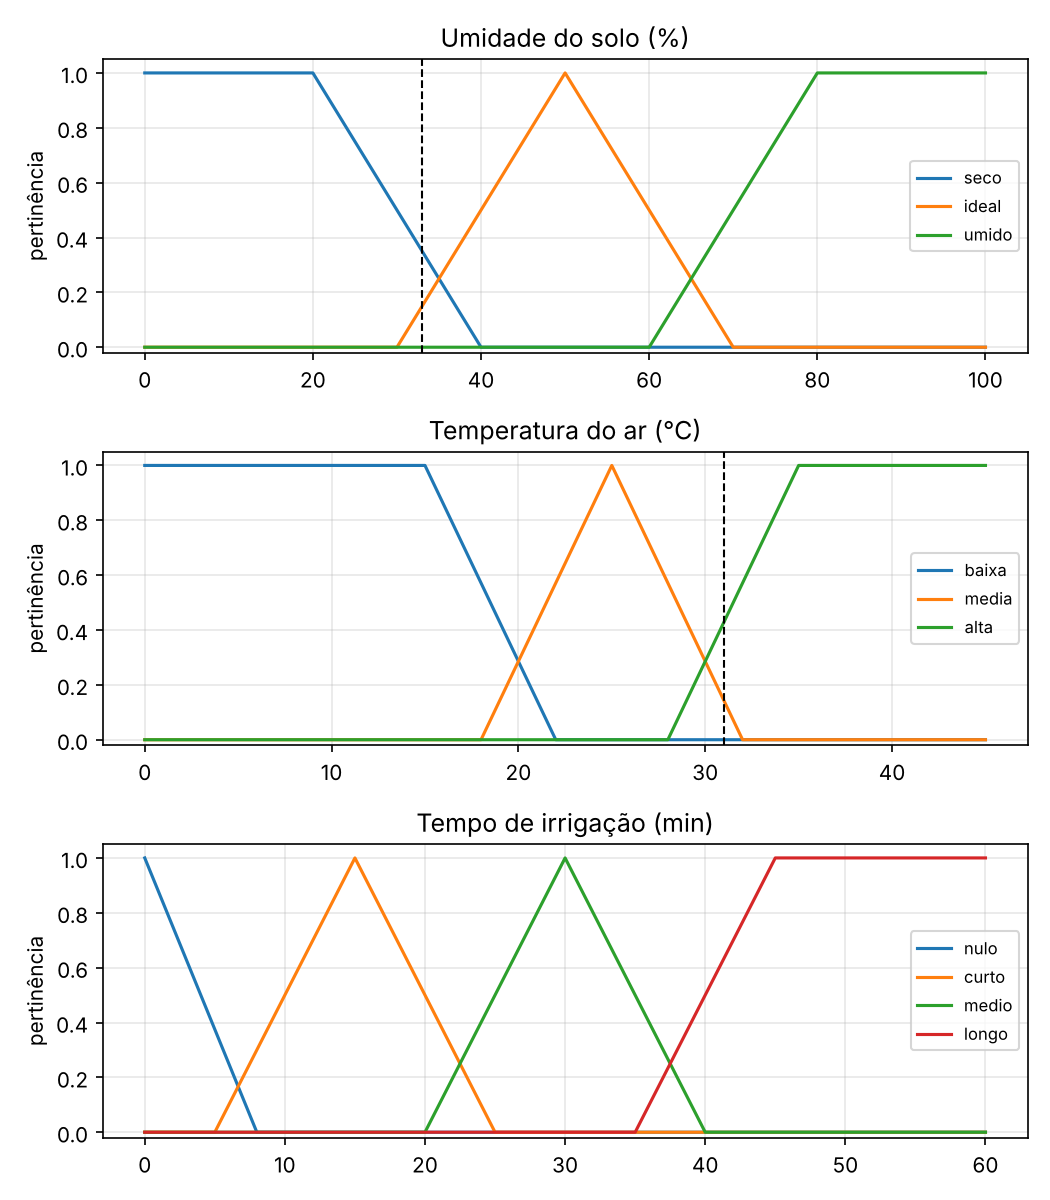 Umidade do solo (%)
pertinência
1.0
0.8
0.6
0.4
0.2
0.0
seco
ideal
umido
0 20 40 60 80 100
Temperatura do ar (°C)
pertinência
1.0
0.8
0.6
0.4
0.2
0.0
baixa
media
alta
0 10 20 30 40
Tempo de irrigação (min)
pertinência
1.0
0.8
0.6
0.4
0.2
0.0
nulo
curto
medio
longo
0 10 20 30 40 50 60